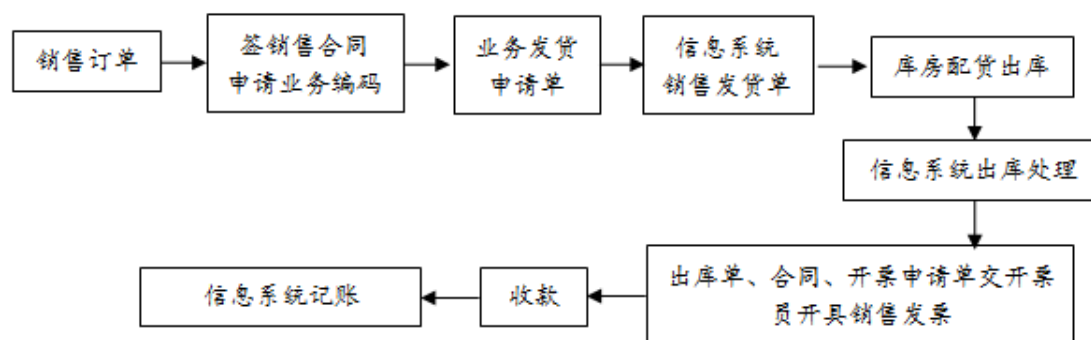 销售订单
签销售合同
申请业务编码
业务发货
申请单
信息系统
销售发货单
库房配货出库
信息系统出库处理
出库单、合同、开票申请单交开票
员开具销售发票
收款
信息系统记账